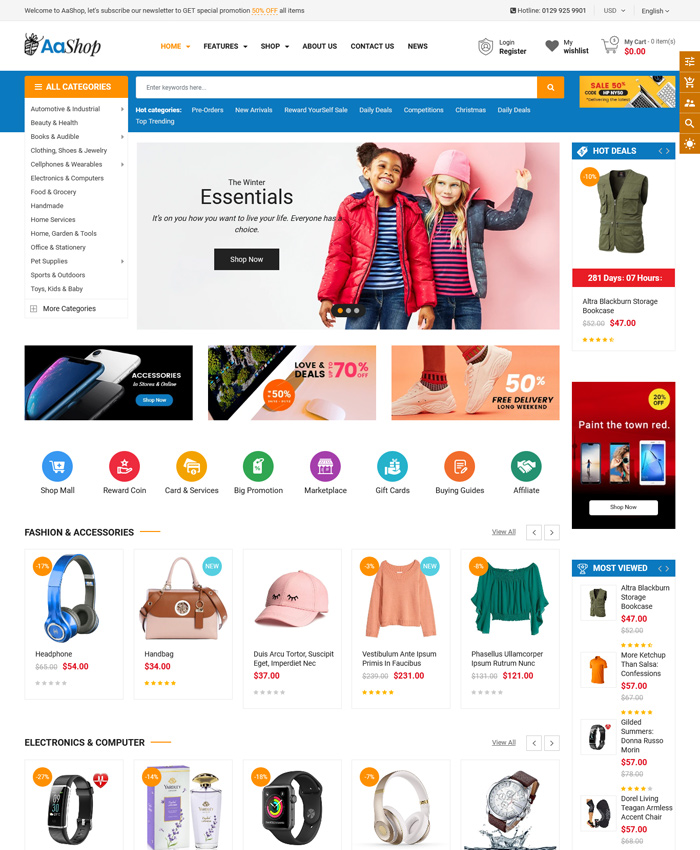 Welcome to AaShop, let's subscribe our newsletter to GET special promotion 50% OFF all items
Hotline: 0129 925 9901
USD
English
AaShop
HOME
FEATURES
SHOP
ABOUT US
CONTACT US
NEWS
Login
Register
My
wishlist
My Cart - 0 item(s)
$0.00
ALL CATEGORIES
Enter keywords here...
Hot categories: Pre-Orders New Arrivals Reward YourSelf Sale Daily Deals Competitions Christmas Daily Deals
Top Trending
SALE 50%
CODE HP NY50
Automotive & Industrial
Beauty & Health
Books & Audible
Clothing, Shoes & Jewelry
Cellphones & Wearables
Electronics & Computers
Food & Grocery
Handmade
Home Services
Home, Garden & Tools
Office & Stationery
Pet Supplies
Sports & Outdoors
Toys, Kids & Baby
More Categories
The Winter
Essentials
It's on you how you want to live your life. Everyone has a
choice.
Shop Now
HOT DEALS
-10%
281 Days: 07 Hours:
Altra Blackburn Storage
Bookcase
$52.00 $47.00
ACCESSORIES
In Stores & Online
Shop Now
LOVE &
DEALS
UP TO
70%
OFF
50%
50%
FREE DELIVERY
LONG WEEKEND
20%
OFF
Paint the town red.
Shop Now
Shop Mall
Reward Coin
Card & Services
Big Promotion
Marketplace
Gift Cards
Buying Guides
Affiliate
FASHION & ACCESSORIES
View All
-17%
Headphone
$65.00 $54.00
NEW
Handbag
$34.00
Duis Arcu Tortor, Suscipit
Eget, Imperdiet Nec
$37.00
-3%
NEW
Vestibulum Ante Ipsum
Primis In Faucibus
$239.00 $231.00
-8%
Phasellus Ullamcorper
Ipsum Rutrum Nunc
$131.00 $121.00
MOST VIEWED
Altra Blackburn
Storage
Bookcase
$47.00
$52.00
More Ketchup
Than Salsa:
Confessions
$57.00
$67.00
Gilded
Summers:
Donna Russo
Morin
$57.00
$78.00
Dorel Living
Teagan Armless
Accent Chair
$57.00
$68.00
ELECTRONICS & COMPUTER
View All
-27%
-14%
-18%
-7%